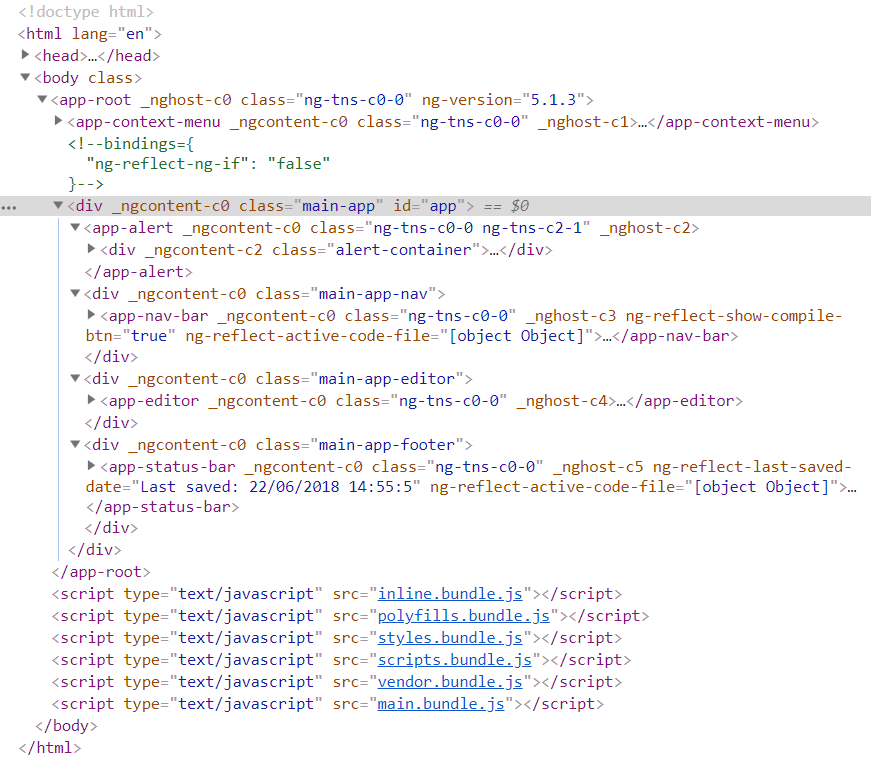 <!doctype html>
<html lang="en">
<head>…</head>
<body class>
<app-root _nghost-c0 class="ng-tns-c0-0" ng-version="5.1.3">
<app-context-menu _ngcontent-c0 class="ng-tns-c0-0" _nghost-c1>…</app-context-menu>
<!--bindings={
"ng-reflect-ng-if": "false"
}-->
… <div _ngcontent-c0 class="main-app" id="app"> == $0
<app-alert _ngcontent-c0 class="ng-tns-c0-0 ng-tns-c2-1" _nghost-c2>
<div _ngcontent-c2 class="alert-container">…</div>
</app-alert>
<div _ngcontent-c0 class="main-app-nav">
<app-nav-bar _ngcontent-c0 class="ng-tns-c0-0" _nghost-c3 ng-reflect-show-compile-
btn="true" ng-reflect-active-code-file="[object Object]">…</app-nav-bar>
</div>
<div _ngcontent-c0 class="main-app-editor">
<app-editor _ngcontent-c0 class="ng-tns-c0-0" _nghost-c4>…</app-editor>
</div>
<div _ngcontent-c0 class="main-app-footer">
<app-status-bar _ngcontent-c0 class="ng-tns-c0-0" _nghost-c5 ng-reflect-last-saved-
date="Last saved: 22/06/2018 14:55:5" ng-reflect-active-code-file="[object Object]">…
</app-status-bar>
</div>
</div>
</app-root>
<script type="text/javascript" src="inline.bundle.js"></script>
<script type="text/javascript" src="polyfills.bundle.js"></script>
<script type="text/javascript" src="styles.bundle.js"></script>
<script type="text/javascript" src="scripts.bundle.js"></script>
<script type="text/javascript" src="vendor.bundle.js"></script>
<script type="text/javascript" src="main.bundle.js"></script>
</body>
</html>